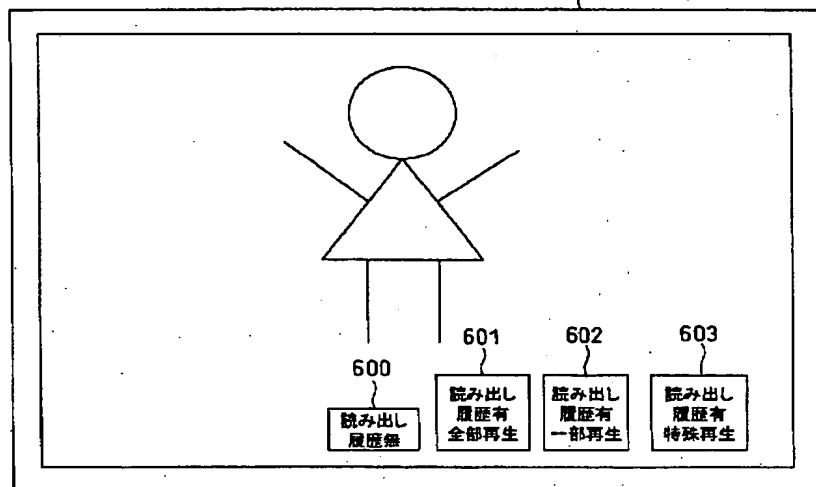 601
602
603
600
読み出し
履歴無
読み出し
履歴有
全部再生
読み出し
履歴有
一部再生
読み出し
履歴有
特殊再生